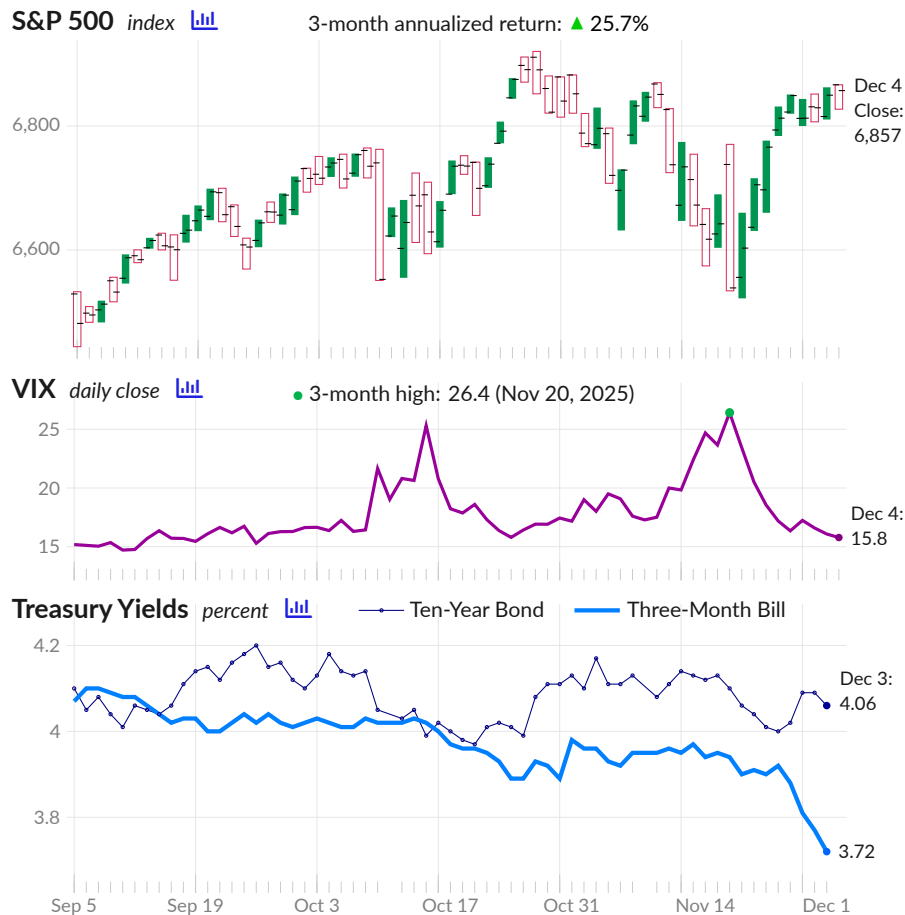 S&P 500 index
3-month annualized return: ▲ 25.7%
6,800
6,600
Dec 4
Close:
6,857
VIX daily close
3-month high: 26.4 (Nov 20, 2025)
25
20
15
Dec 4:
15.8
Treasury Yields percent
Ten-Year Bond
Three-Month Bill
4.2
4
3.8
Dec 3:
4.06
3.72
Sep 5
Sep 19
Oct 3
Oct 17
Oct 31
Nov 14
Dec 1